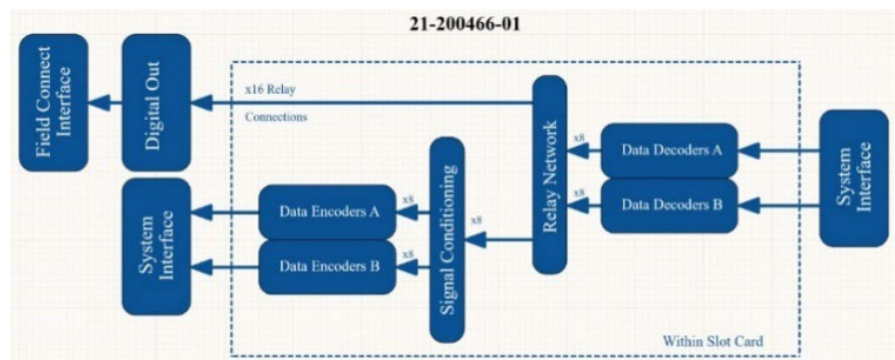 21-200466-01
Field Connect
Interface
Digital Out
x16 Relay
Connections
Relay Network
x8
Data Decoders A
x8
Data Decoders B
System
Interface
System
Interface
Data Encoders A
x8
Data Encoders B
x8
Signal Conditioning
x8
Within Slot Card